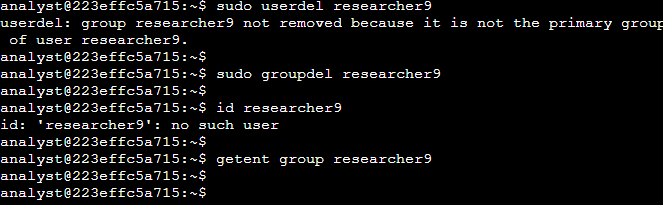 analyst@223effc5a715:~$ sudo userdel researcher9
userdel: group researcher9 not removed because it is not the primary group
 of user researcher9.
analyst@223effc5a715:~$
analyst@223effc5a715:~$ sudo groupdel researcher9
analyst@223effc5a715:~$
analyst@223effc5a715:~$ id researcher9
id: 'researcher9': no such user
analyst@223effc5a715:~$
analyst@223effc5a715:~$ getent group researcher9
analyst@223effc5a715:~$
analyst@223effc5a715:~$